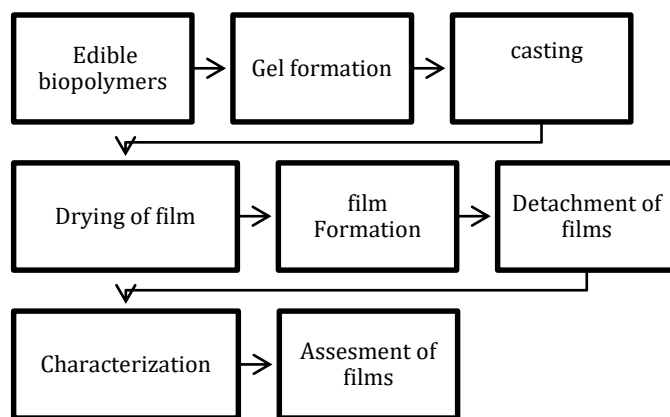 Edible
biopolymers
Gel formation
casting
Drying of film
film
Formation
Detachment of
films
Characterization
Assesment of
films